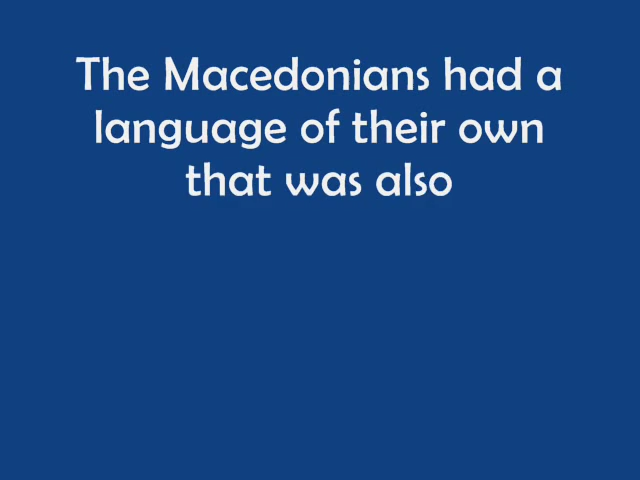 The Macedonians had a
language of their own
that was also